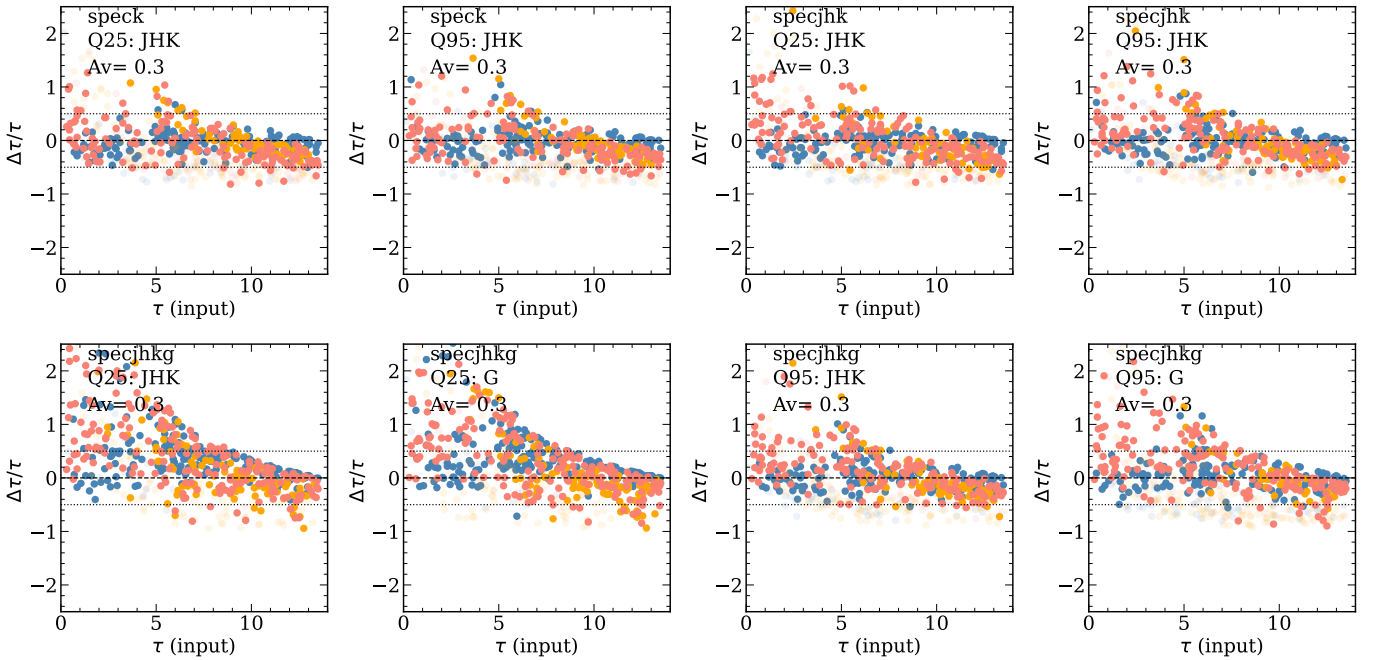 speck
Q25: JHK
Av= 0.3
2
1
0
−1
−2
Δτ/τ
0 5 10
τ (input)
speck
Q95: JHK
Av= 0.3
2
1
0
−1
−2
Δτ/τ
0 5 10
τ (input)
specjhk
Q25: JHK
Av= 0.3
2
1
0
−1
−2
Δτ/τ
0 5 10
τ (input)
specjhk
Q95: JHK
Av= 0.3
2
1
0
−1
−2
Δτ/τ
0 5 10
τ (input)
specjhkg
Q25: JHK
Av= 0.3
2
1
0
−1
−2
Δτ/τ
0 5 10
τ (input)
specjhkg
Q25: G
Av= 0.3
2
1
0
−1
−2
Δτ/τ
0 5 10
τ (input)
specjhkg
Q95: JHK
Av= 0.3
2
1
0
−1
−2
Δτ/τ
0 5 10
τ (input)
specjhkg
Q95: G
Av= 0.3
2
1
0
−1
−2
Δτ/τ
0 5 10
τ (input)